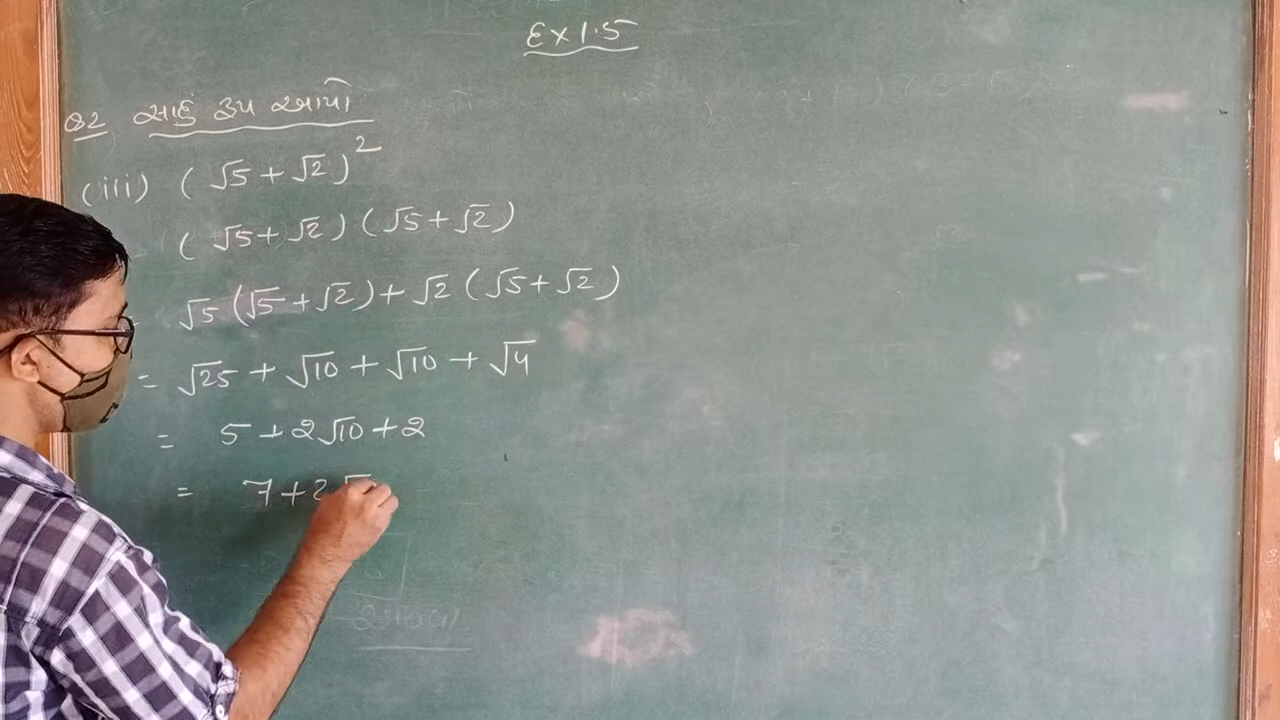 Ex 1.5
Q2 સાદું રૂપ આપો
(iii) (√5 + √2)²
(√5 + √2) (√5 + √2)
√5 (√5 + √2) + √2 (√5 + √2)
= √25 + √10 + √10 + √4
= 5 + 2√10 + 2
= 7 + 2√